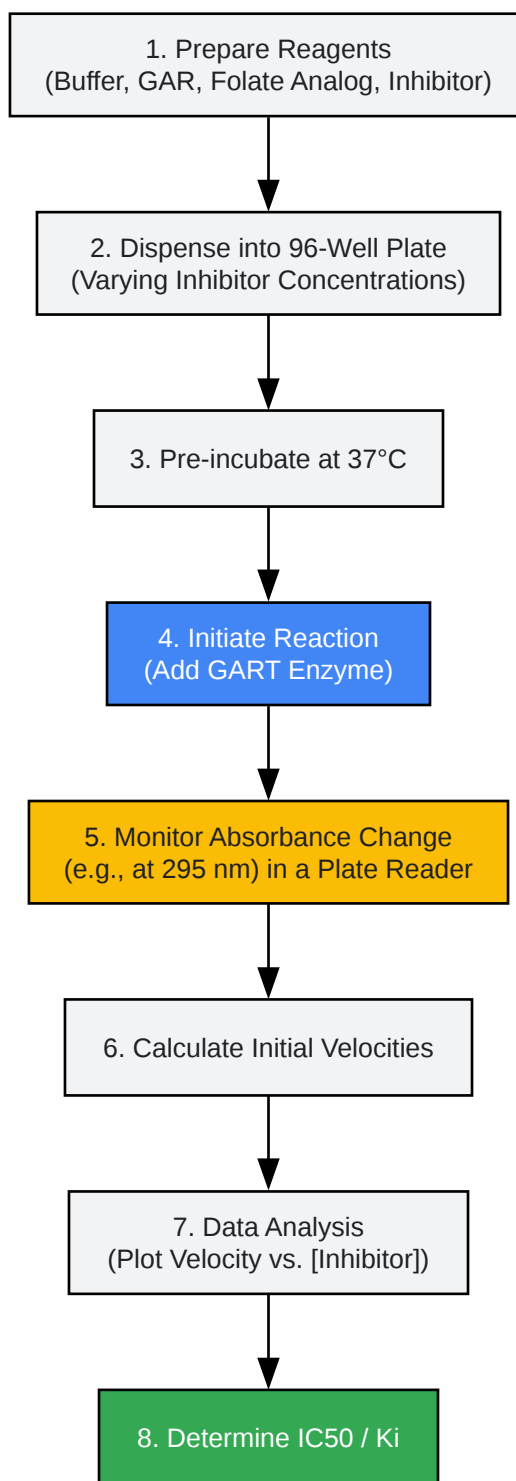 1. Prepare Reagents
(Buffer, GAR, Folate Analog, Inhibitor)
2. Dispense into 96-Well Plate
(Varying Inhibitor Concentrations)
3. Pre-incubate at 37°C
4. Initiate Reaction
(Add GART Enzyme)
5. Monitor Absorbance Change
(e.g., at 295 nm) in a Plate Reader
6. Calculate Initial Velocities
7. Data Analysis
(Plot Velocity vs. [Inhibitor])
8. Determine IC50 / Ki